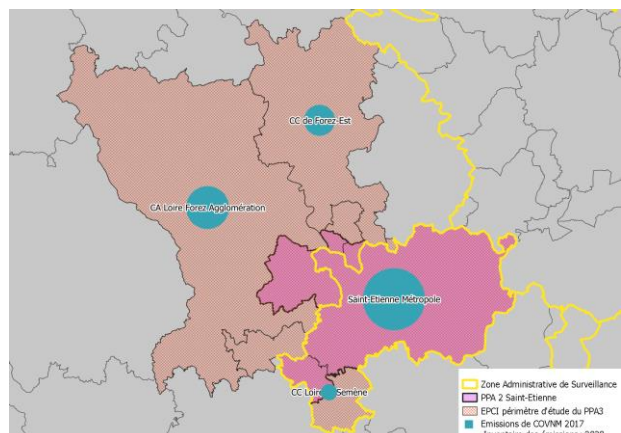 CC de Forez-Est
CA Loire Forez Agglomération
Saint-Etienne Métropole
CC Loire Semène
Zone Administrative de Surveillance
PPA 2 Saint-Etienne
EPCI périmètre d'étude du PPA3
Emissions de COVNM 2017